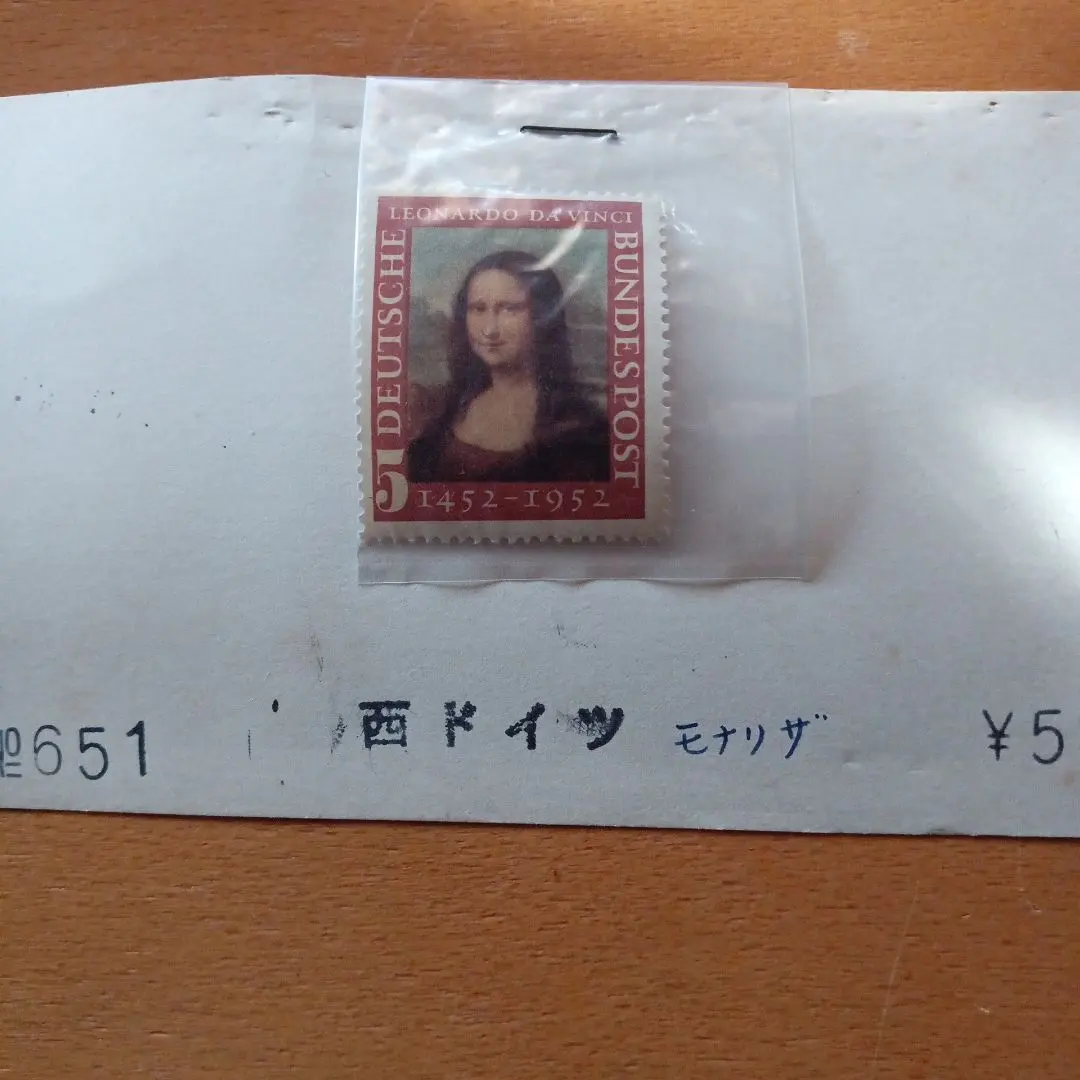 LEONARDO DA VINCI
DEUTSCHE
BUNDESPOST
5
1452-1952
№651
西ドイツ モナリザ
¥5